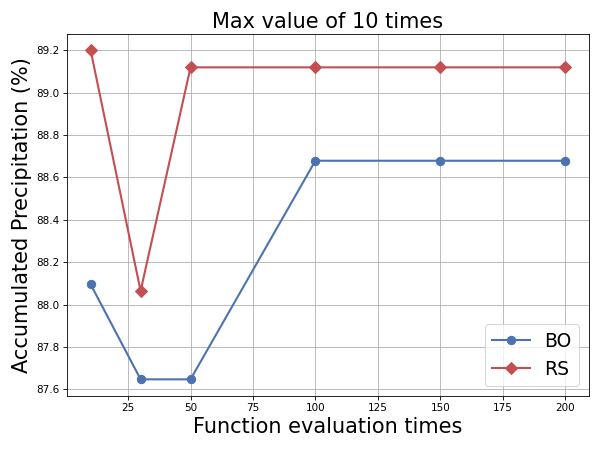 Max value of 10 times
Accumulated Precipitation (%)
89.2
89.0
88.8
88.6
88.4
88.2
88.0
87.8
87.6
BO
RS
25 50 75 100 125 150 175 200
Function evaluation times